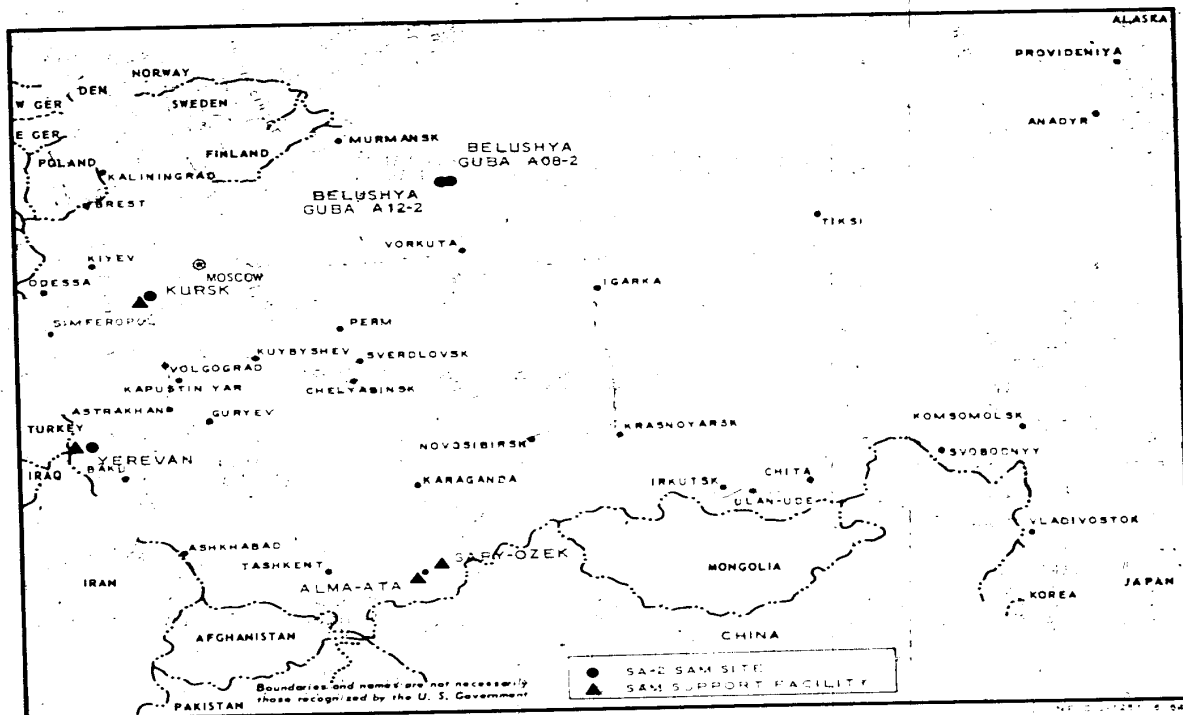 ALASKA
PROVIDENIYA
NORWAY
DEN
W GER
SWEDEN
ANADYR
E GER
MURMANSK
POLAND
FINLAND
BELUSHYA
GUBA A08-2
KALININGRAD
BELUSHYA
GUBA A12-2
BREST
TIKSI
VORKUTA
KIYEV
MOSCOW
ODESSA
KURSK
IGARKA
SIMFEROPOL
PERM
KUYBYSHEV
SVERDLOVSK
VOLGOGRAD
KAPUSTIN YAR
CHELYABINSK
ASTRAKHAN
GURYEV
KOMSOMOLSK
TURKEY
KRASNOYARSK
NOVOSIBIRSK
YEREVAN
SVOBODNYY
IRAQ
BAKU
KARAGANDA
IRKUTSK
CHITA
ULAN-UDE
VLADIVOSTOK
ASHKHABAD
SARY-OZEK
TASHKENT
MONGOLIA
IRAN
ALMA-ATA
JAPAN
KOREA
AFGHANISTAN
CHINA
SA-2 SAM SITE
SAM SUPPORT FACILITY
Boundaries and names are not necessarily
those recognized by the U. S. Government
PAKISTAN